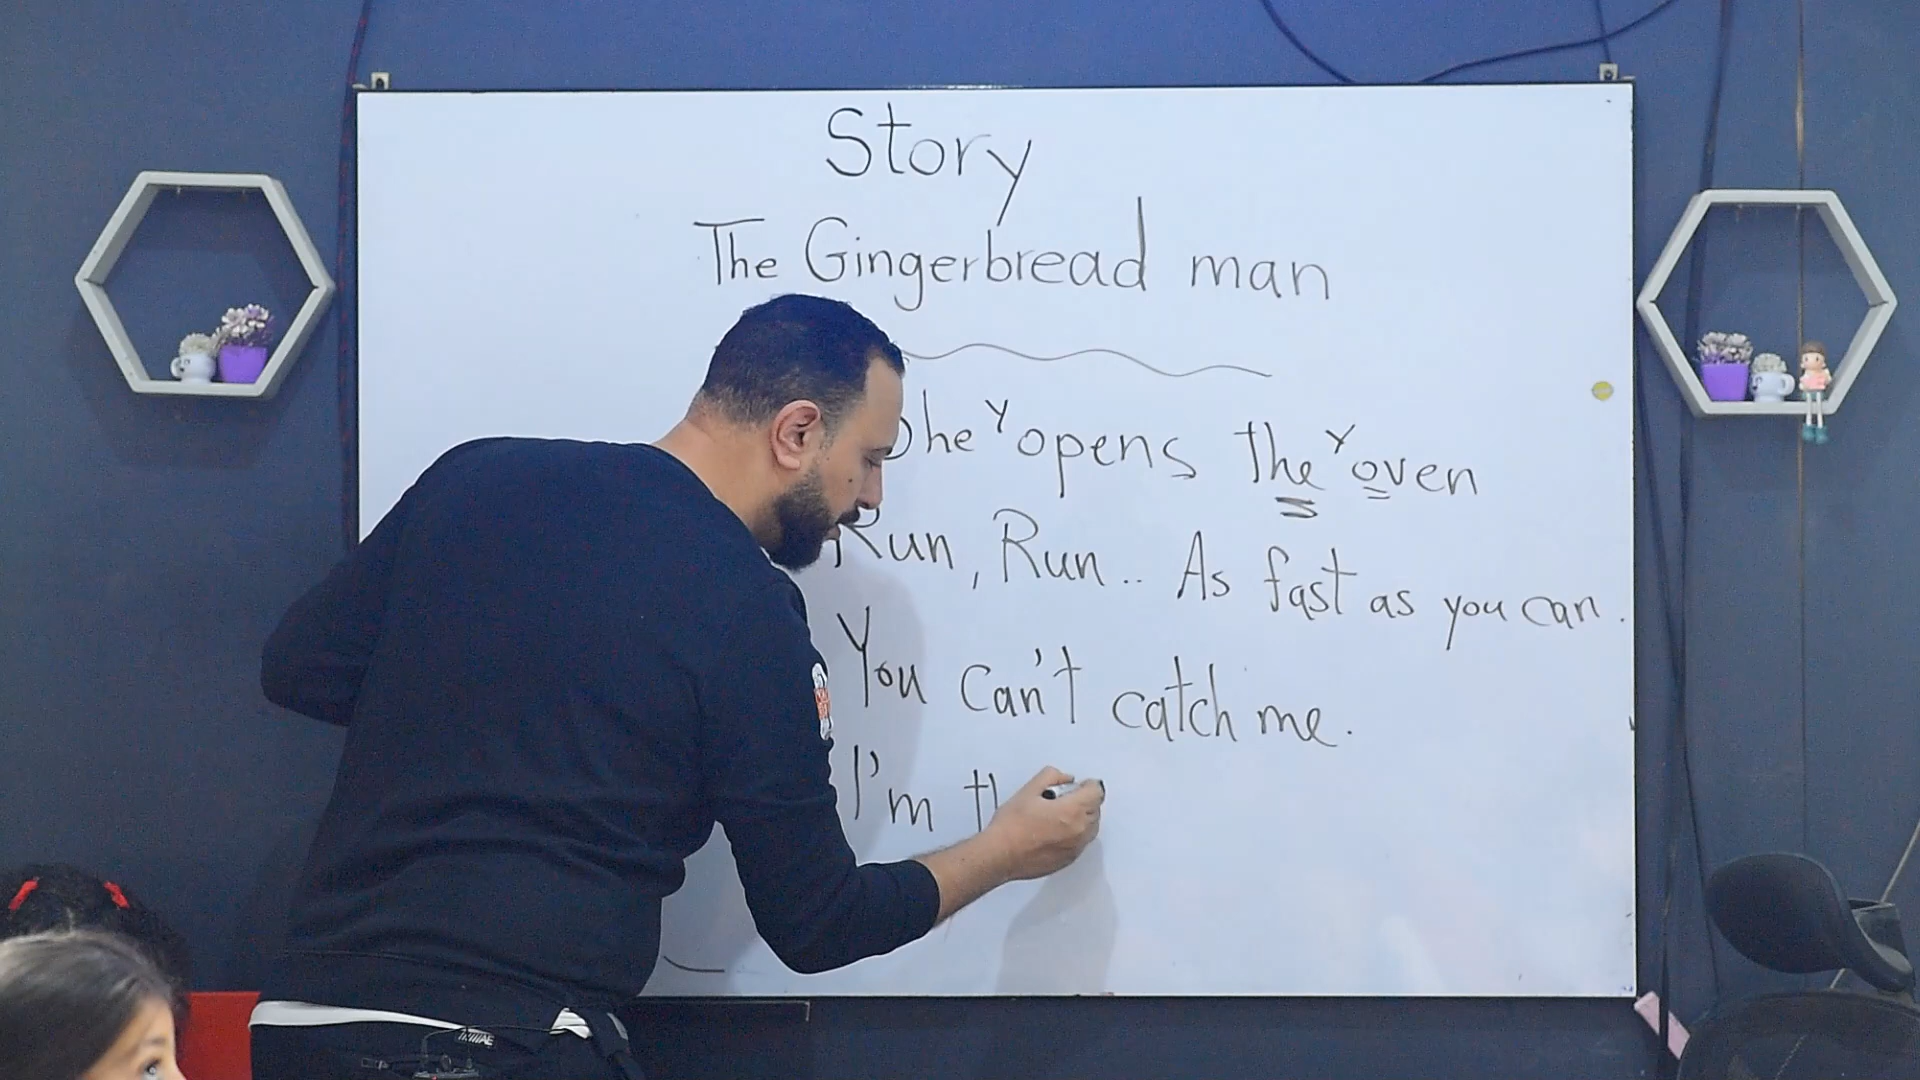 Story
The Gingerbread man
he y opens the y oven
Run, Run.. As fast as you can.
You can't catch me.
I'm th